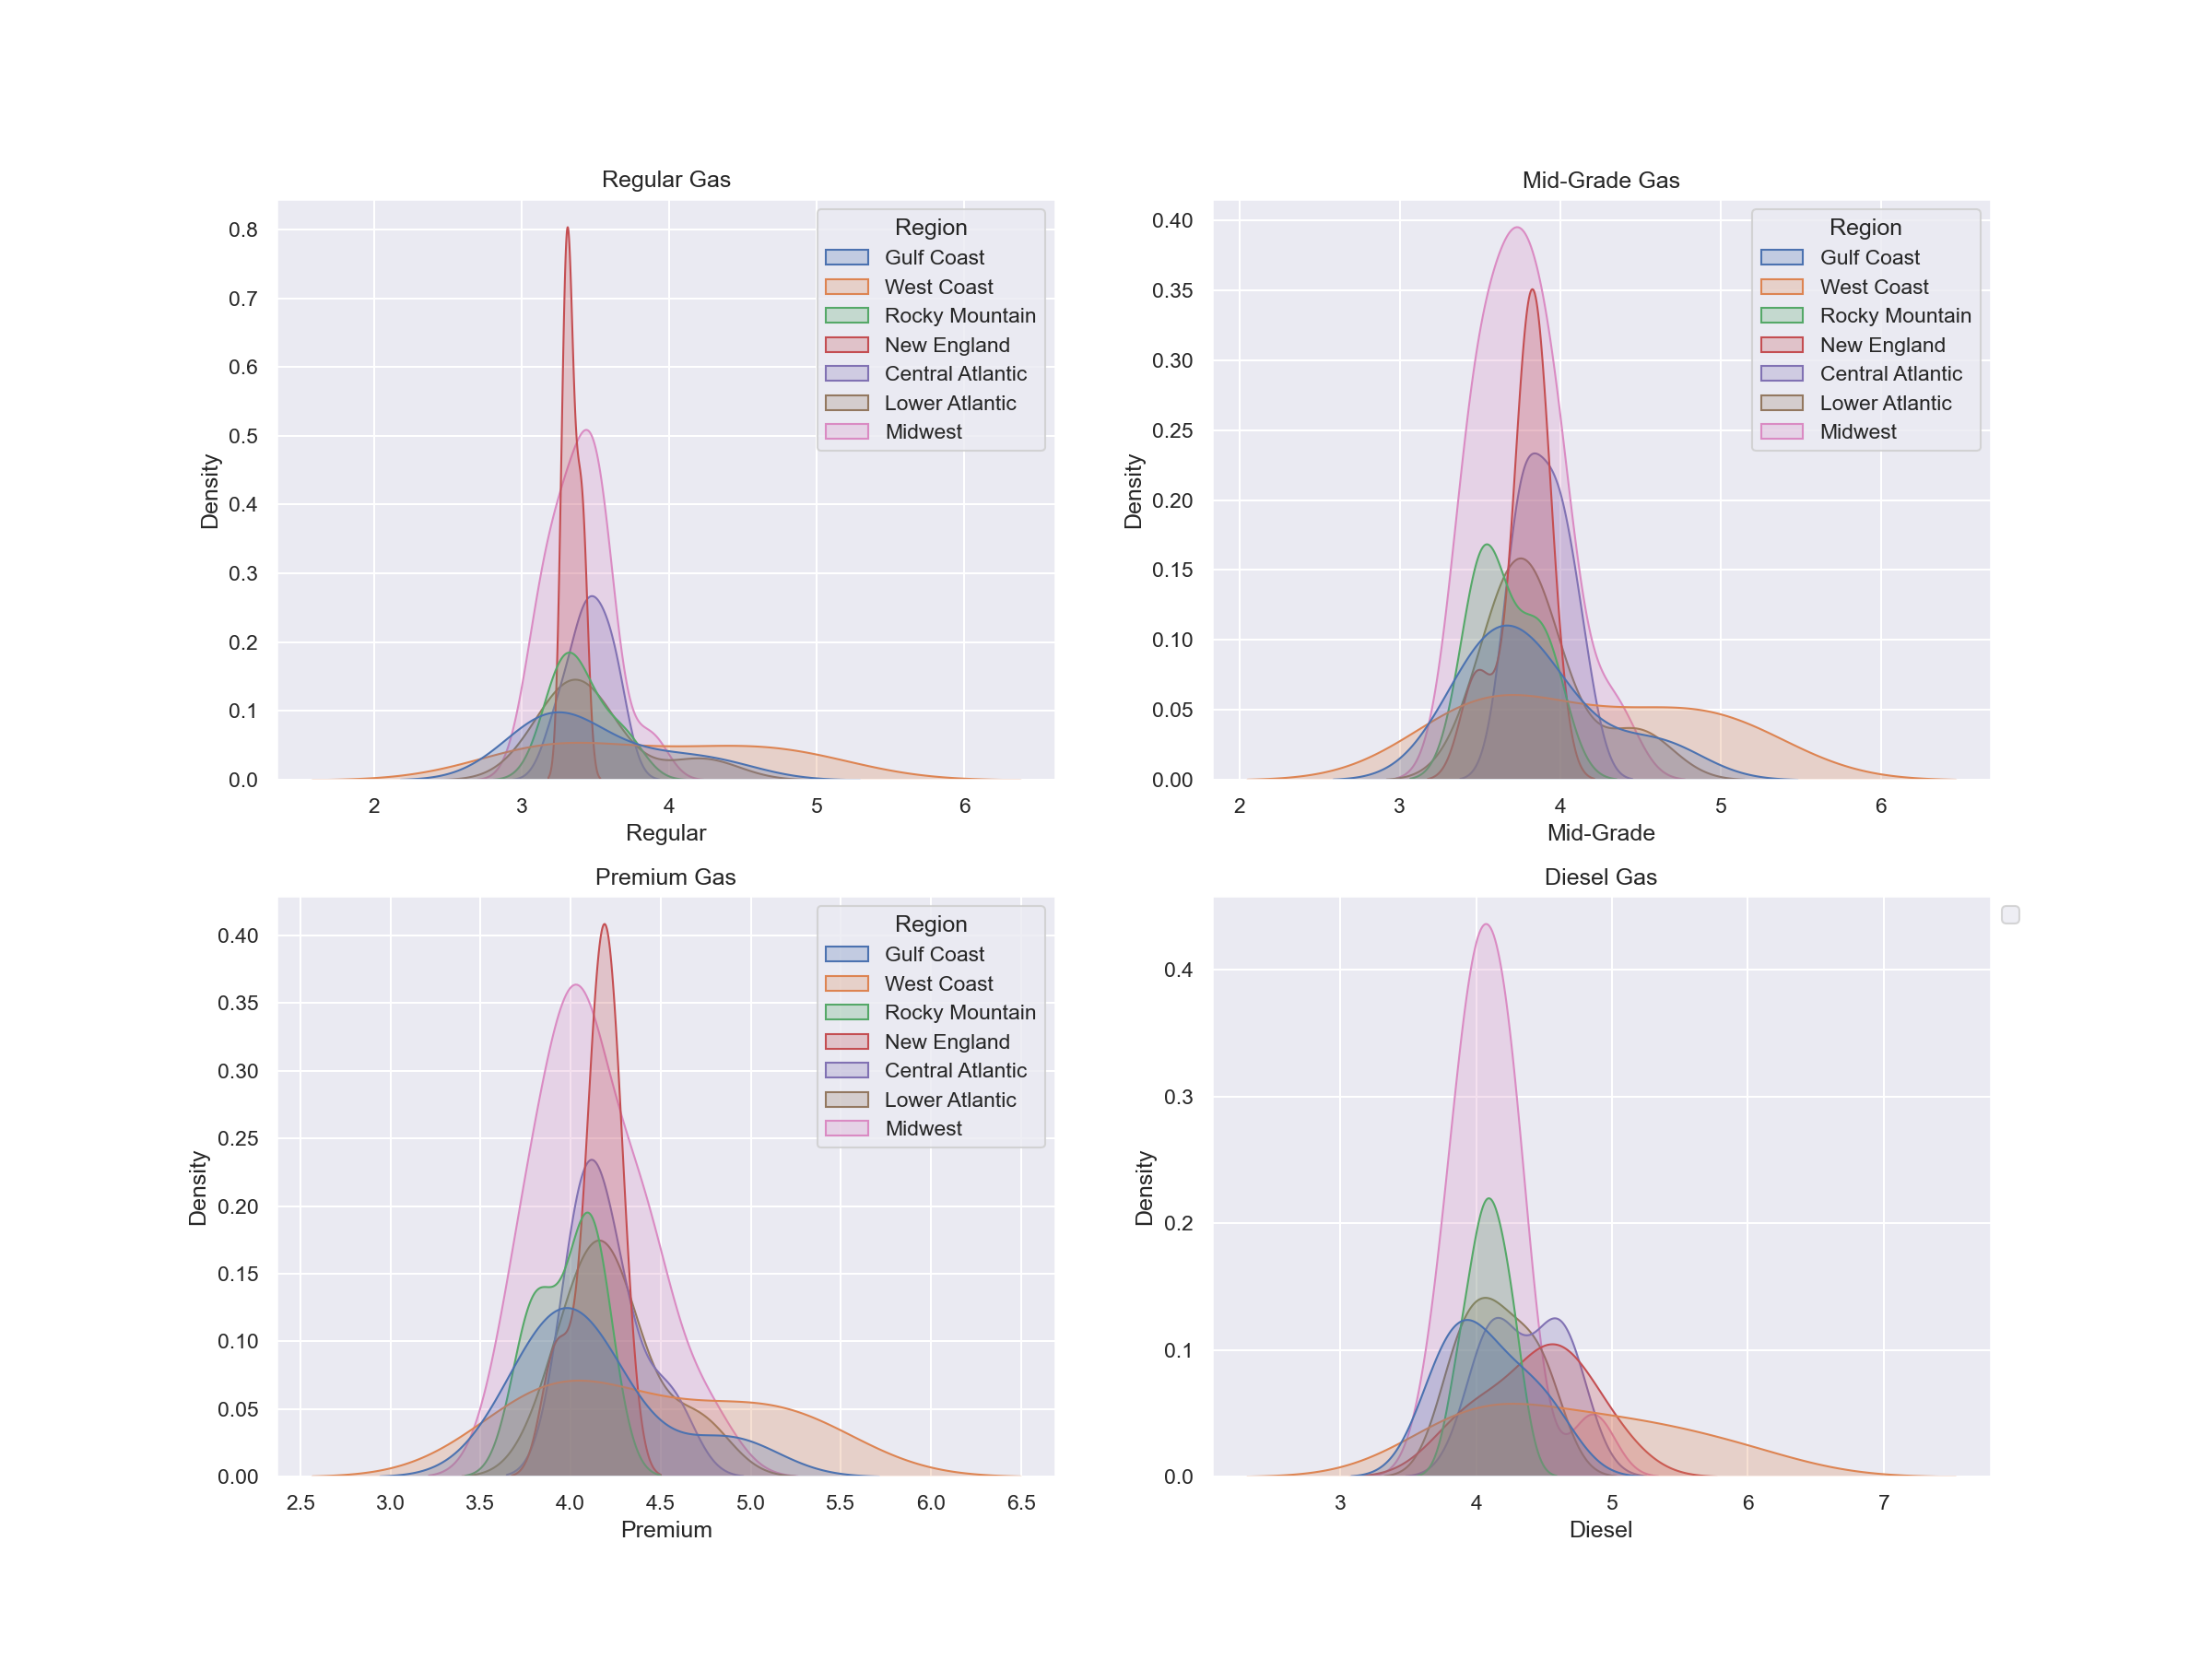 Regular Gas
Density
0.8
0.7
0.6
0.5
0.4
0.3
0.2
0.1
0.0
2 3 4 5 6
Regular
Region
Gulf Coast
West Coast
Rocky Mountain
New England
Central Atlantic
Lower Atlantic
Midwest
Mid-Grade Gas
Density
0.40
0.35
0.30
0.25
0.20
0.15
0.10
0.05
0.00
2 3 4 5 6
Mid-Grade
Region
Gulf Coast
West Coast
Rocky Mountain
New England
Central Atlantic
Lower Atlantic
Midwest
Premium Gas
Density
0.40
0.35
0.30
0.25
0.20
0.15
0.10
0.05
0.00
2.5 3.0 3.5 4.0 4.5 5.0 5.5 6.0 6.5
Premium
Region
Gulf Coast
West Coast
Rocky Mountain
New England
Central Atlantic
Lower Atlantic
Midwest
Diesel Gas
Density
0.4
0.3
0.2
0.1
0.0
3 4 5 6 7
Diesel